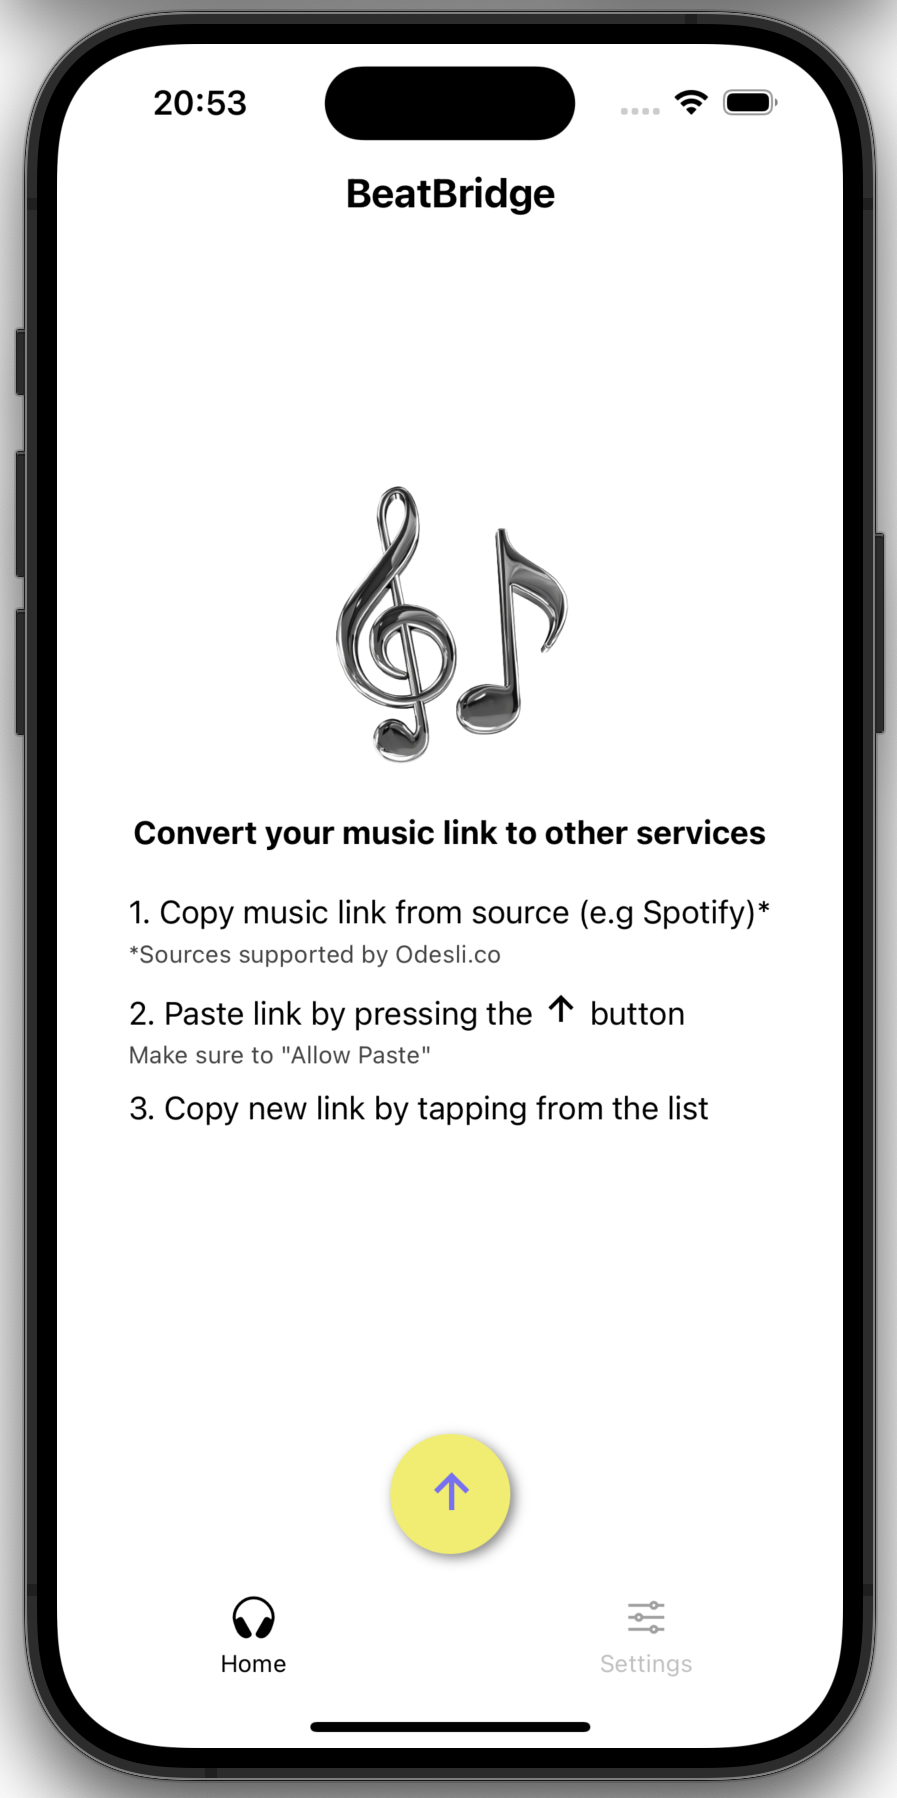 20:53
BeatBridge
Convert your music link to other services
1. Copy music link from source (e.g Spotify)*
*Sources supported by Odesli.co
2. Paste link by pressing the ↑ button
Make sure to "Allow Paste"
3. Copy new link by tapping from the list
Home
Settings